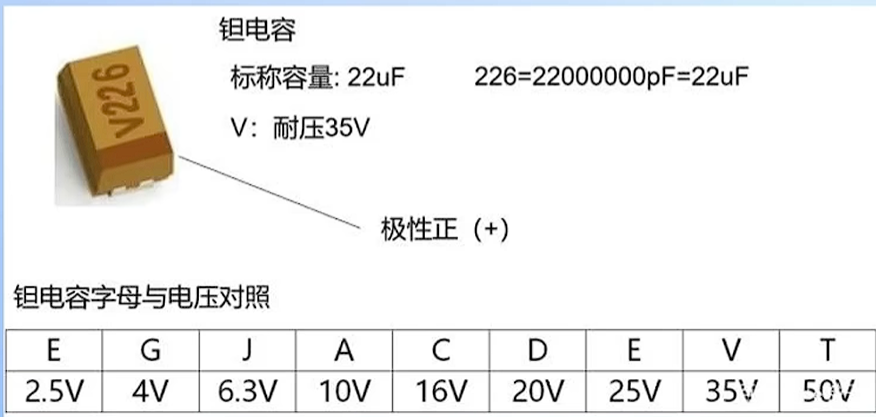 钽电容
标称容量: 22uF 226=22000000pF=22uF
V226
V：耐压35V
极性正（+）
钽电容字母与电压对照
E G J A C D E V T
2.5V 4V 6.3V 10V 16V 20V 25V 35V 50V